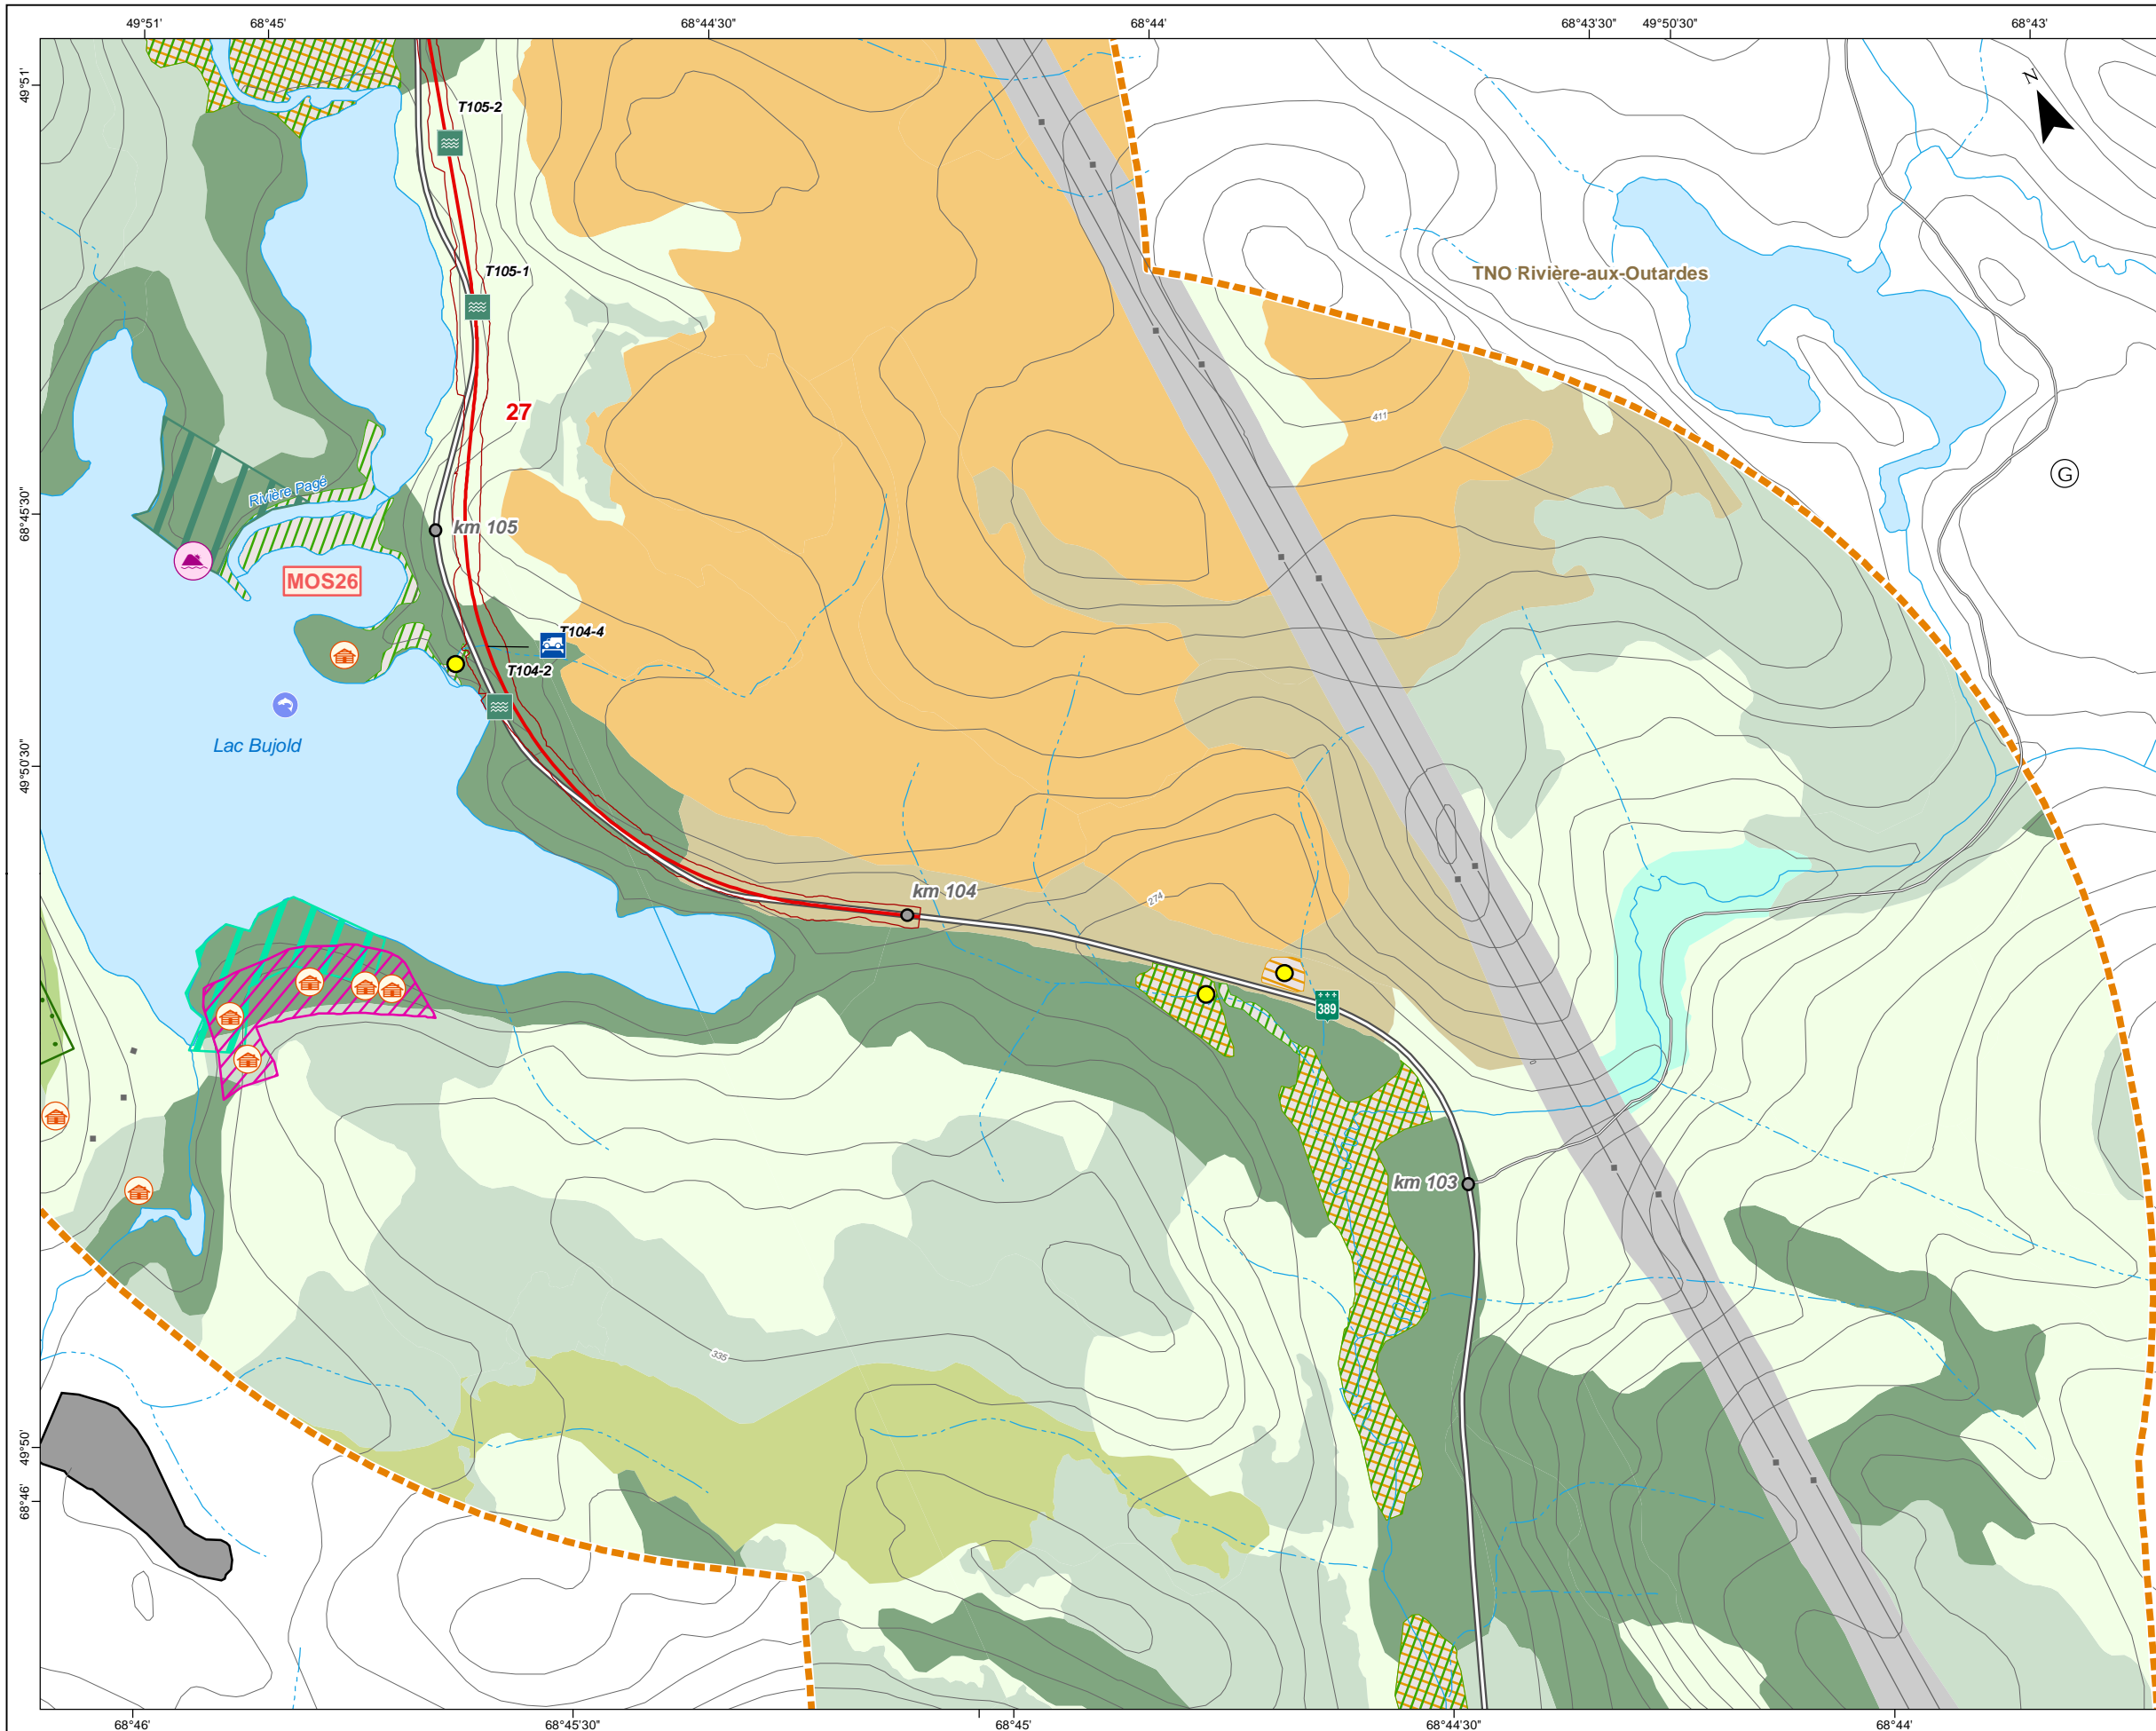 49°51'
68°45'
68°44'30"
68°44'
68°43'30"
49°50'30"
68°43'
49°51'
N
T105-2
T105-1
TNO Rivière-aux-Outardes
27
411
G
Rivière Pagé
68°45'30"
km 105
MOS26
T104-4
T104-2
Lac Bujold
49°50'30"
km 104
274
389
km 103
335
49°50'
68°46'
68°46'
68°45'30"
68°45'
68°44'30"
68°44'